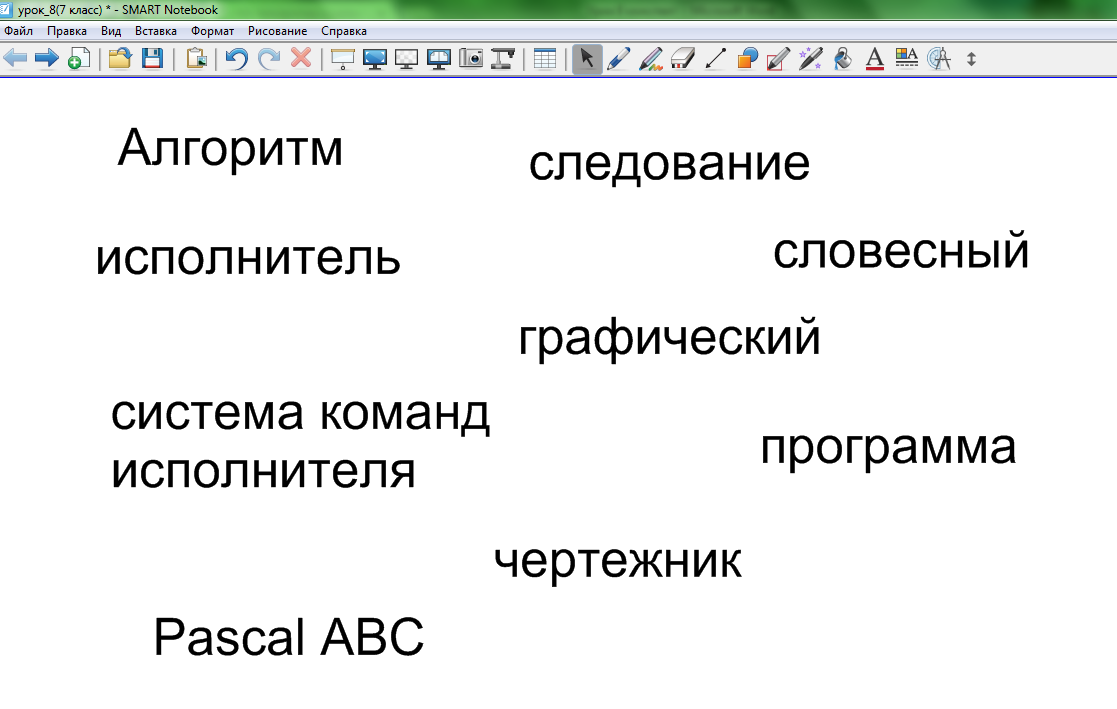 урок_8(7 класс) * - SMART Notebook
Файл Правка Вид Вставка Формат Рисование Справка
Алгоритм
следование
исполнитель
словесный
графический
система команд
исполнителя
программа
чертежник
Pascal ABC